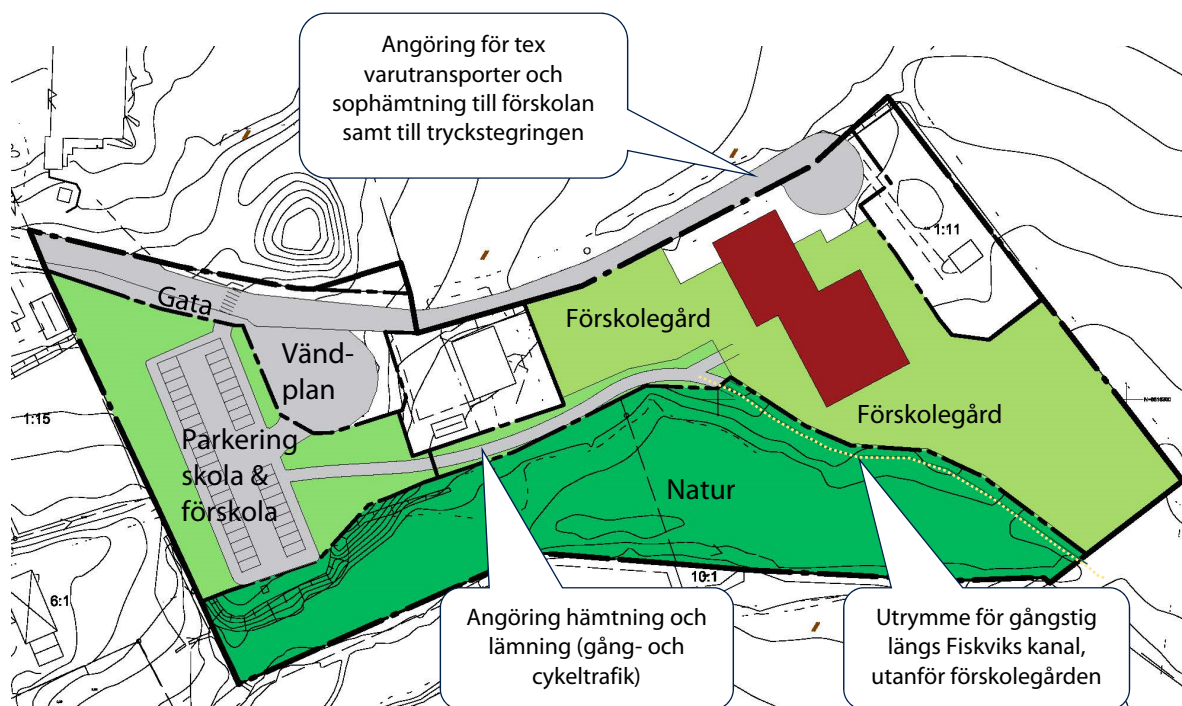 Angöring för tex
varutransporter och
sophämtning till förskolan
samt till tryckstegringen
1:11
Gata
Förskolegård
Vänd-
plan
Förskolegård
1:15
Parkering
skola &
förskola
Natur
10:1
6:1
Angöring hämtning och
lämning (gång- och
cykeltrafik)
Utrymme för gångstig
längs Fiskviks kanal,
utanför förskolegården